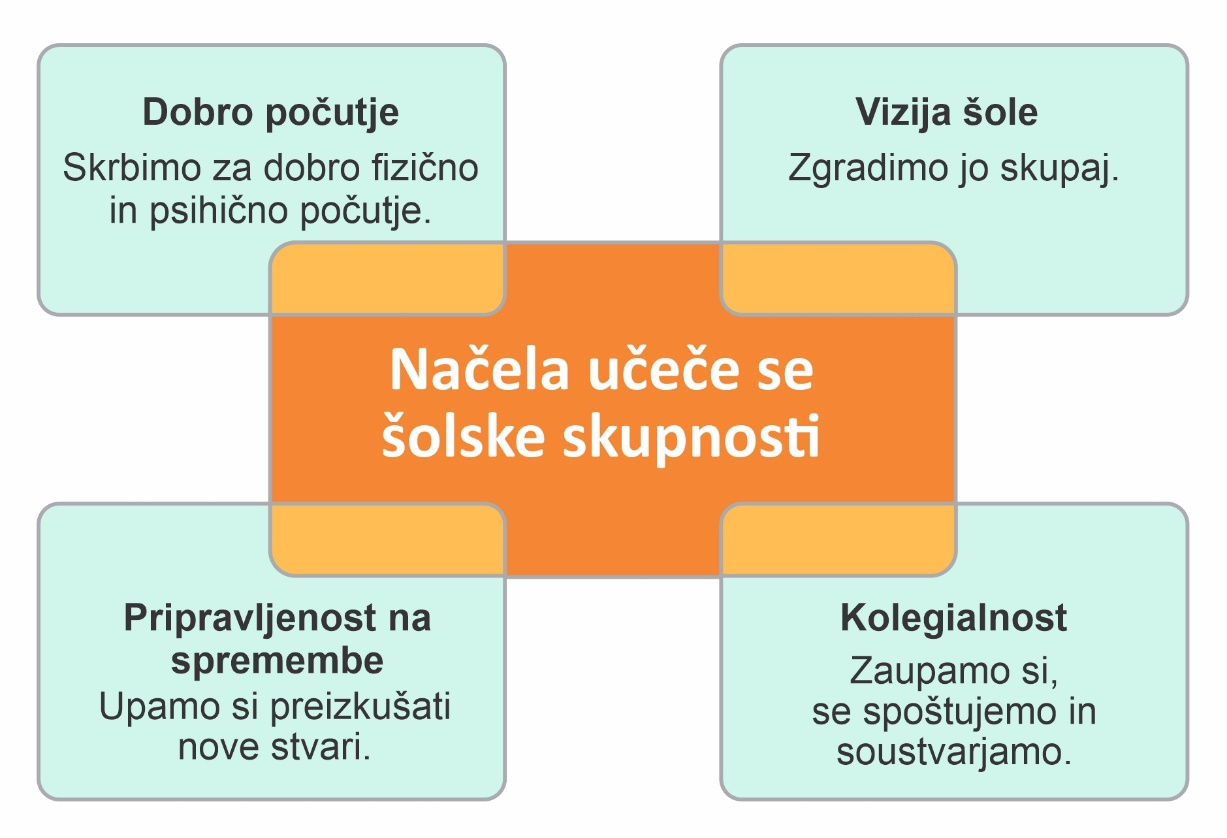 Dobro počutje
Skrbimo za dobro fizično
in psihično počutje.
Vizija šole
Zgradimo jo skupaj.
Načela učeče se
šolske skupnosti
Pripravljenost na
spremembe
Upamo si preizkušati
nove stvari.
Kolegialnost
Zaupamo si,
se spoštujemo in
soustvarjamo.